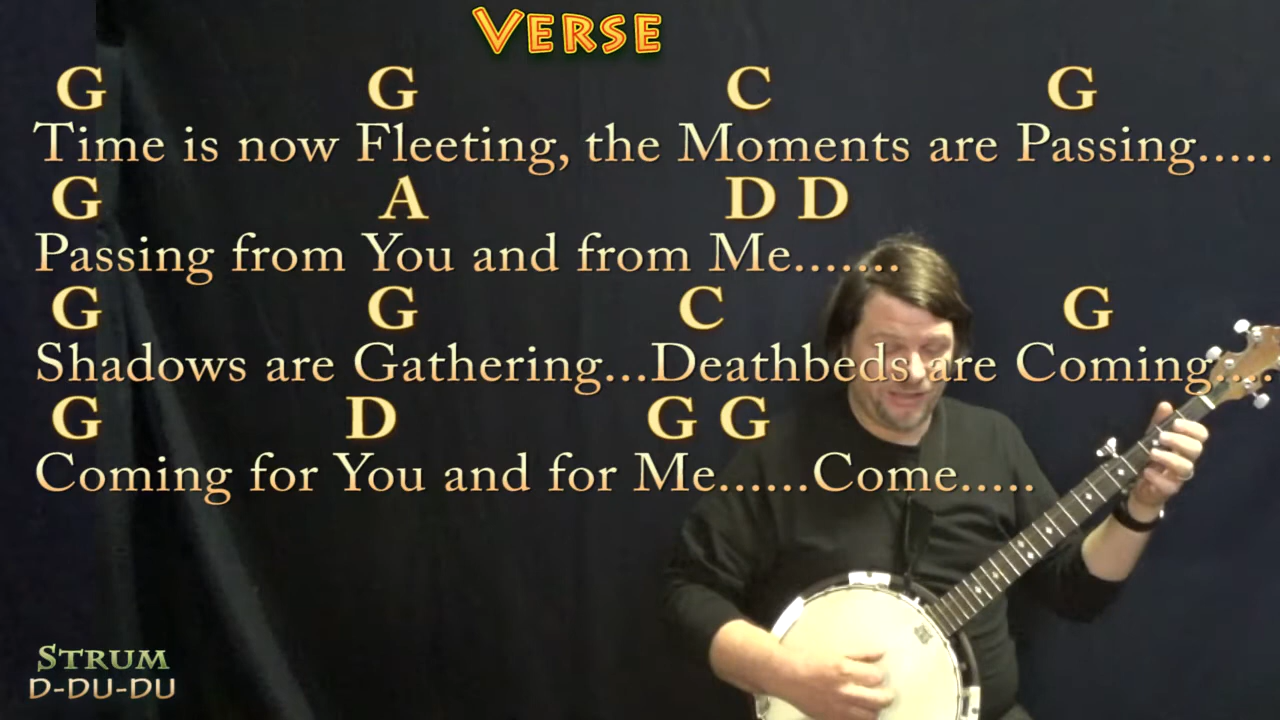 VERSE
G G C G
Time is now Fleeting, the Moments are Passing.....
G A D D
Passing from You and from Me.......
G G C G
Shadows are Gathering...Deathbeds are Coming....
G D G G
Coming for You and for Me......Come.....
STRUM
D-DU-DU